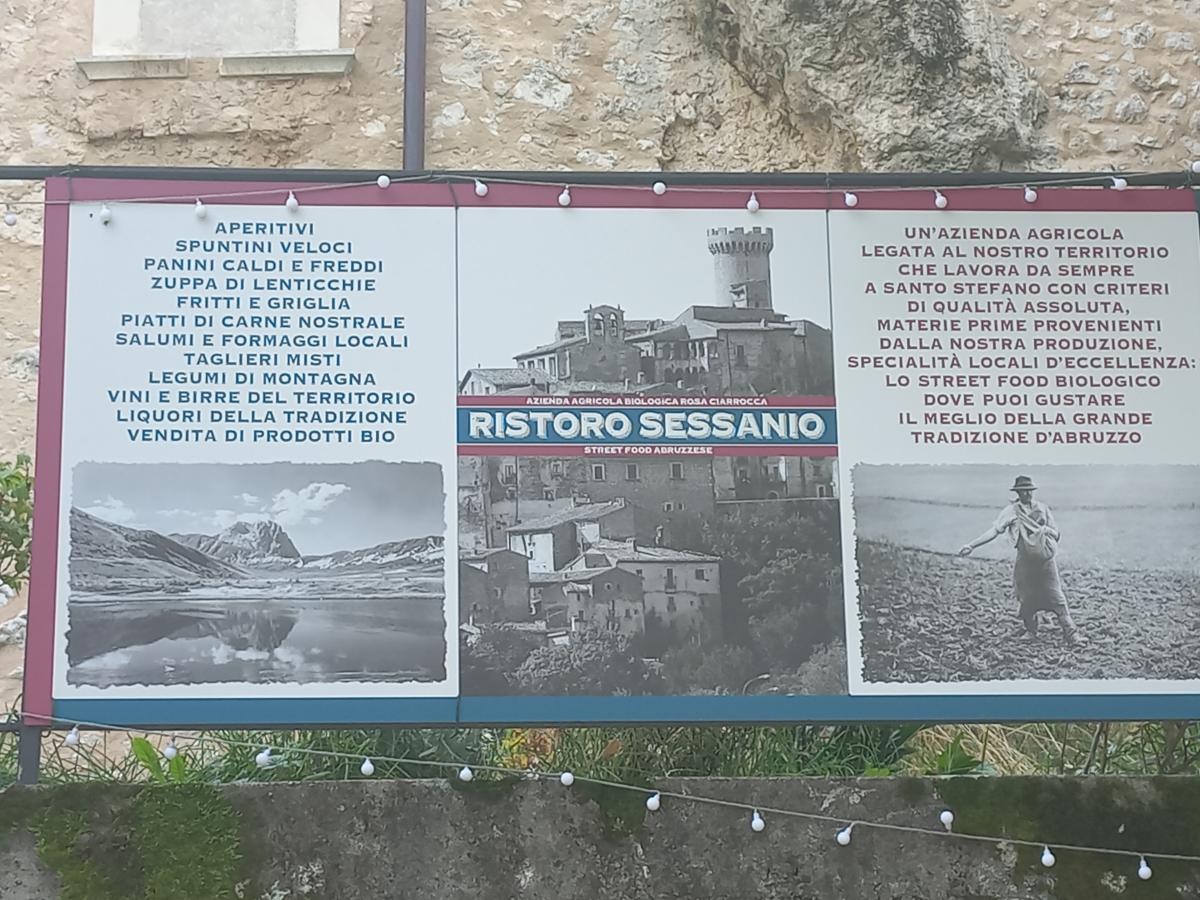 APERITIVI
SPUNTINI VELOCI
PANINI CALDI E FREDDI
ZUPPA DI LENTICCHIE
FRITTI E GRIGLIA
PIATTI DI CARNE NOSTRALE
SALUMI E FORMAGGI LOCALI
TAGLIERI MISTI
LEGUMI DI MONTAGNA
VINI E BIRRE DEL TERRITORIO
LIQUORI DELLA TRADIZIONE
VENDITA DI PRODOTTI BIO
AZIENDA AGRICOLA BIOLOGICA ROSA CIARROCCA
RISTORO SESSANIO
STREET FOOD ABRUZZESE
UN'AZIENDA AGRICOLA
LEGATA AL NOSTRO TERRITORIO
CHE LAVORA DA SEMPRE
A SANTO STEFANO CON CRITERI
DI QUALITÀ ASSOLUTA,
MATERIE PRIME PROVENIENTI
DALLA NOSTRA PRODUZIONE,
SPECIALITÀ LOCALI D'ECCELLENZA:
LO STREET FOOD BIOLOGICO
DOVE PUOI GUSTARE
IL MEGLIO DELLA GRANDE
TRADIZIONE D'ABRUZZO